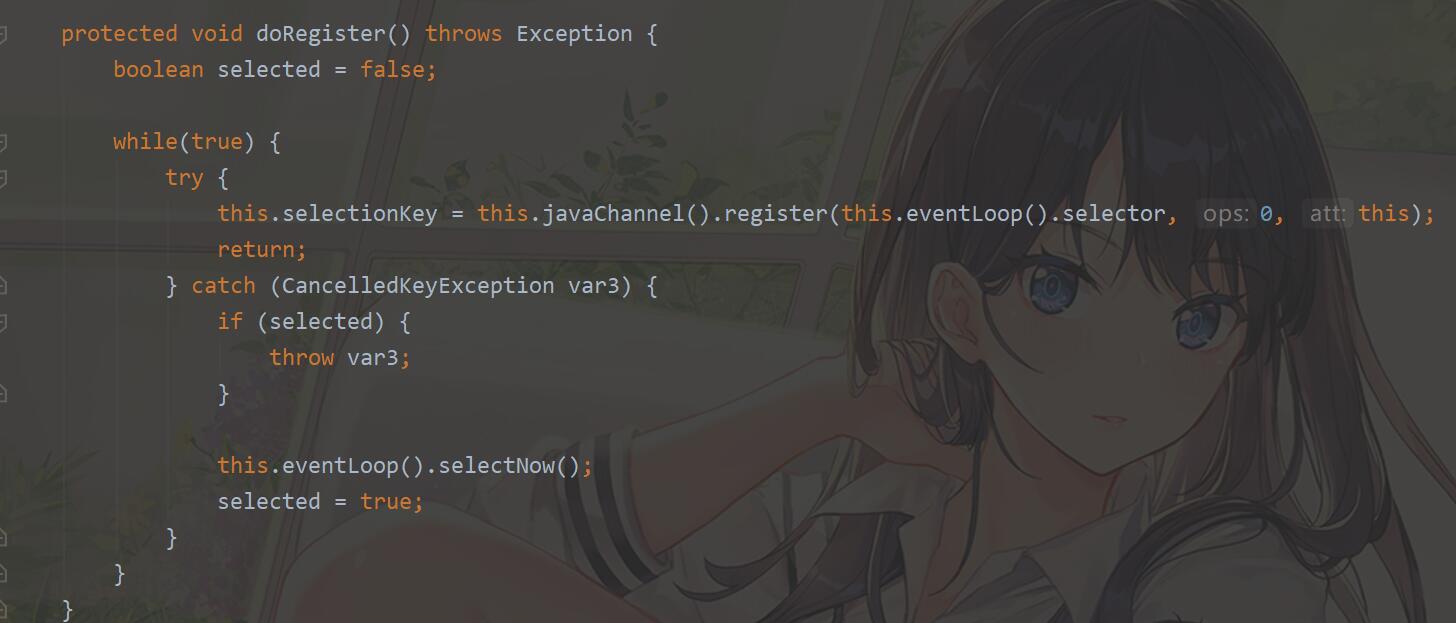 protected void doRegister() throws Exception {
boolean selected = false;
while(true) {
try {
this.selectionKey = this.javaChannel().register(this.eventLoop().selector, ops: 0, att: this);
return;
} catch (CancelledKeyException var3) {
if (selected) {
throw var3;
}
this.eventLoop().selectNow();
selected = true;
}
}
}